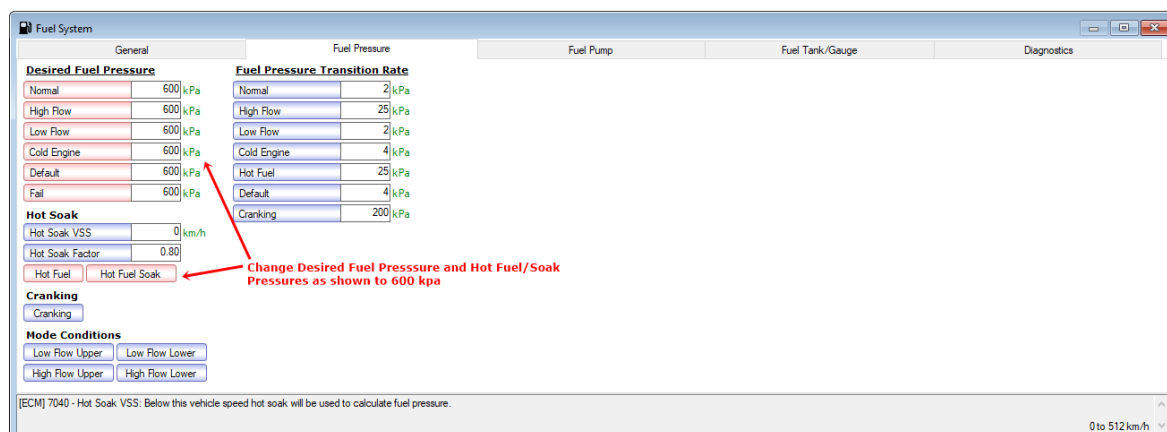 Fuel System
General Fuel Pressure Fuel Pump Fuel Tank/Gauge Diagnostics
Desired Fuel Pressure Fuel Pressure Transition Rate
Normal 600 kPa Normal 2 kPa
High Flow 600 kPa High Flow 25 kPa
Low Flow 600 kPa Low Flow 2 kPa
Cold Engine 600 kPa Cold Engine 4 kPa
Default 600 kPa Hot Fuel 25 kPa
Fail 600 kPa Default 4 kPa
Hot Soak Cranking 200 kPa
Hot Soak VSS 0 km/h
Hot Soak Factor 0.80
Hot Fuel Hot Fuel Soak
Change Desired Fuel Presssure and Hot Fuel/Soak
Pressures as shown to 600 kpa
Cranking
Cranking
Mode Conditions
Low Flow Upper Low Flow Lower
High Flow Upper High Flow Lower
[ECM] 7040 - Hot Soak VSS: Below this vehicle speed hot soak will be used to calculate fuel pressure.
0 to 512 km/h